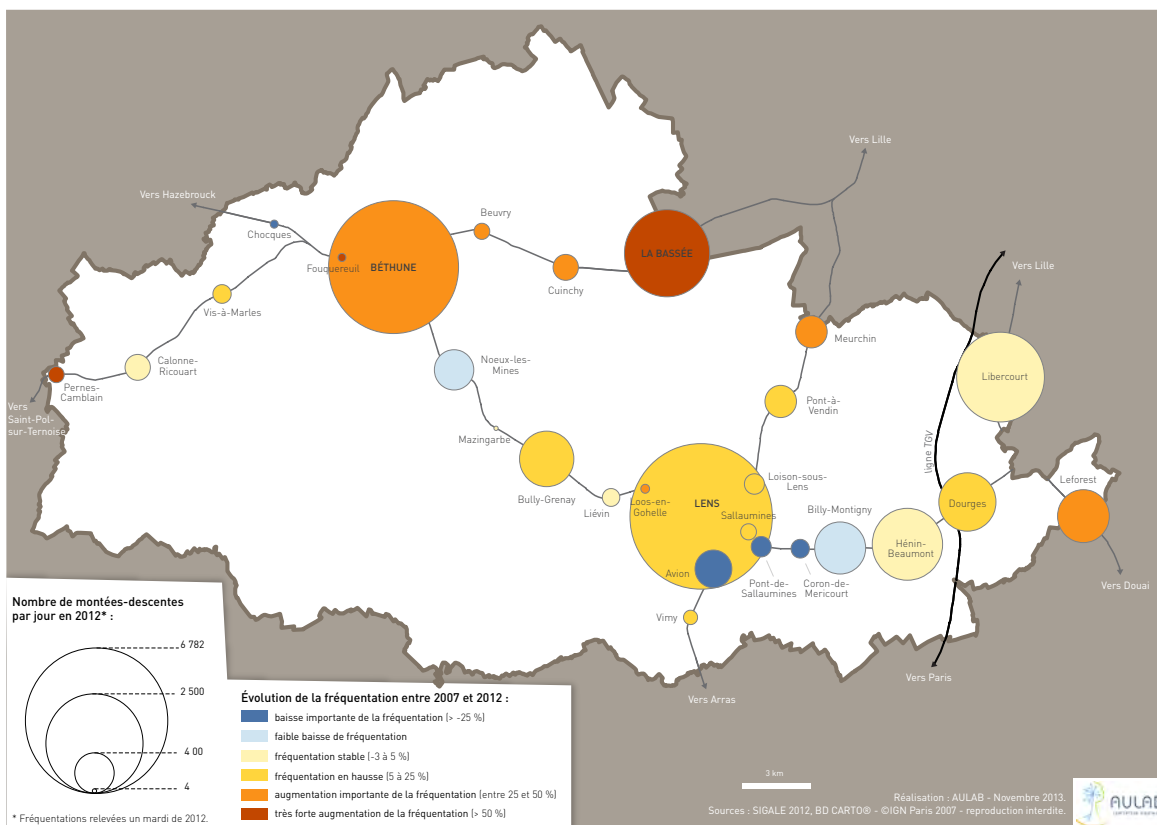 Vers Lille
Vers Hazebrouck
Chocques
Beuvry
Fouquereuil
BÉTHUNE
LA BASSÉE
Cuinchy
Vis-à-Marles
Vers Lille
Meurchin
Calonne-
Ricouart
Noeux-les-
Mines
Libercourt
Pernes-
Camblain
Vers
Saint-Pol-
sur-Ternoise
Pont-à-
Vendin
Mazingarbe
ligne TGV
Bully-Grenay
Liévin
Loos-en-
Gohelle
LENS
Loison-sous-
Lens
Sallaumines
Billy-Montigny
Dourges
Leforest
Hénin-
Beaumont
Avion
Pont-de-
Sallaumines
Coron-de-
Mericourt
Vers Douai
Vimy
Vers Paris
Vers Arras
Nombre de montées-descentes
par jour en 2012* :
6 782
2 500
4 00
4
* Fréquentations relevées un mardi de 2012.
Évolution de la fréquentation entre 2007 et 2012 :
baisse importante de la fréquentation (> -25 %)
faible baisse de fréquentation
fréquentation stable (-3 à 5 %)
fréquentation en hausse (5 à 25 %)
augmentation importante de la fréquentation (entre 25 et 50 %)
très forte augmentation de la fréquentation (> 50 %)
3 km
Réalisation : AULAB - Novembre 2013.
Sources : SIGALE 2012, BD CARTO® - ©IGN Paris 2007 - reproduction interdite.
AULAB